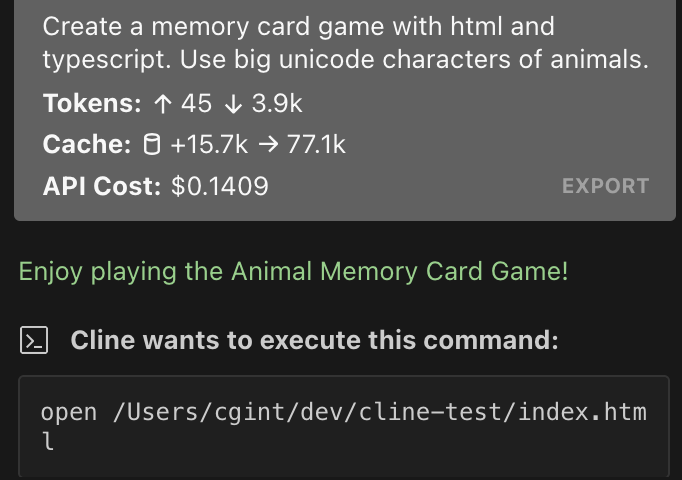 Create a memory card game with html and
typescript. Use big unicode characters of animals.
Tokens: ↑ 45 ↓ 3.9k
Cache: +15.7k → 77.1k
API Cost: $0.1409 EXPORT
Enjoy playing the Animal Memory Card Game!
Cline wants to execute this command:
open /Users/cgint/dev/cline-test/index.htm
l